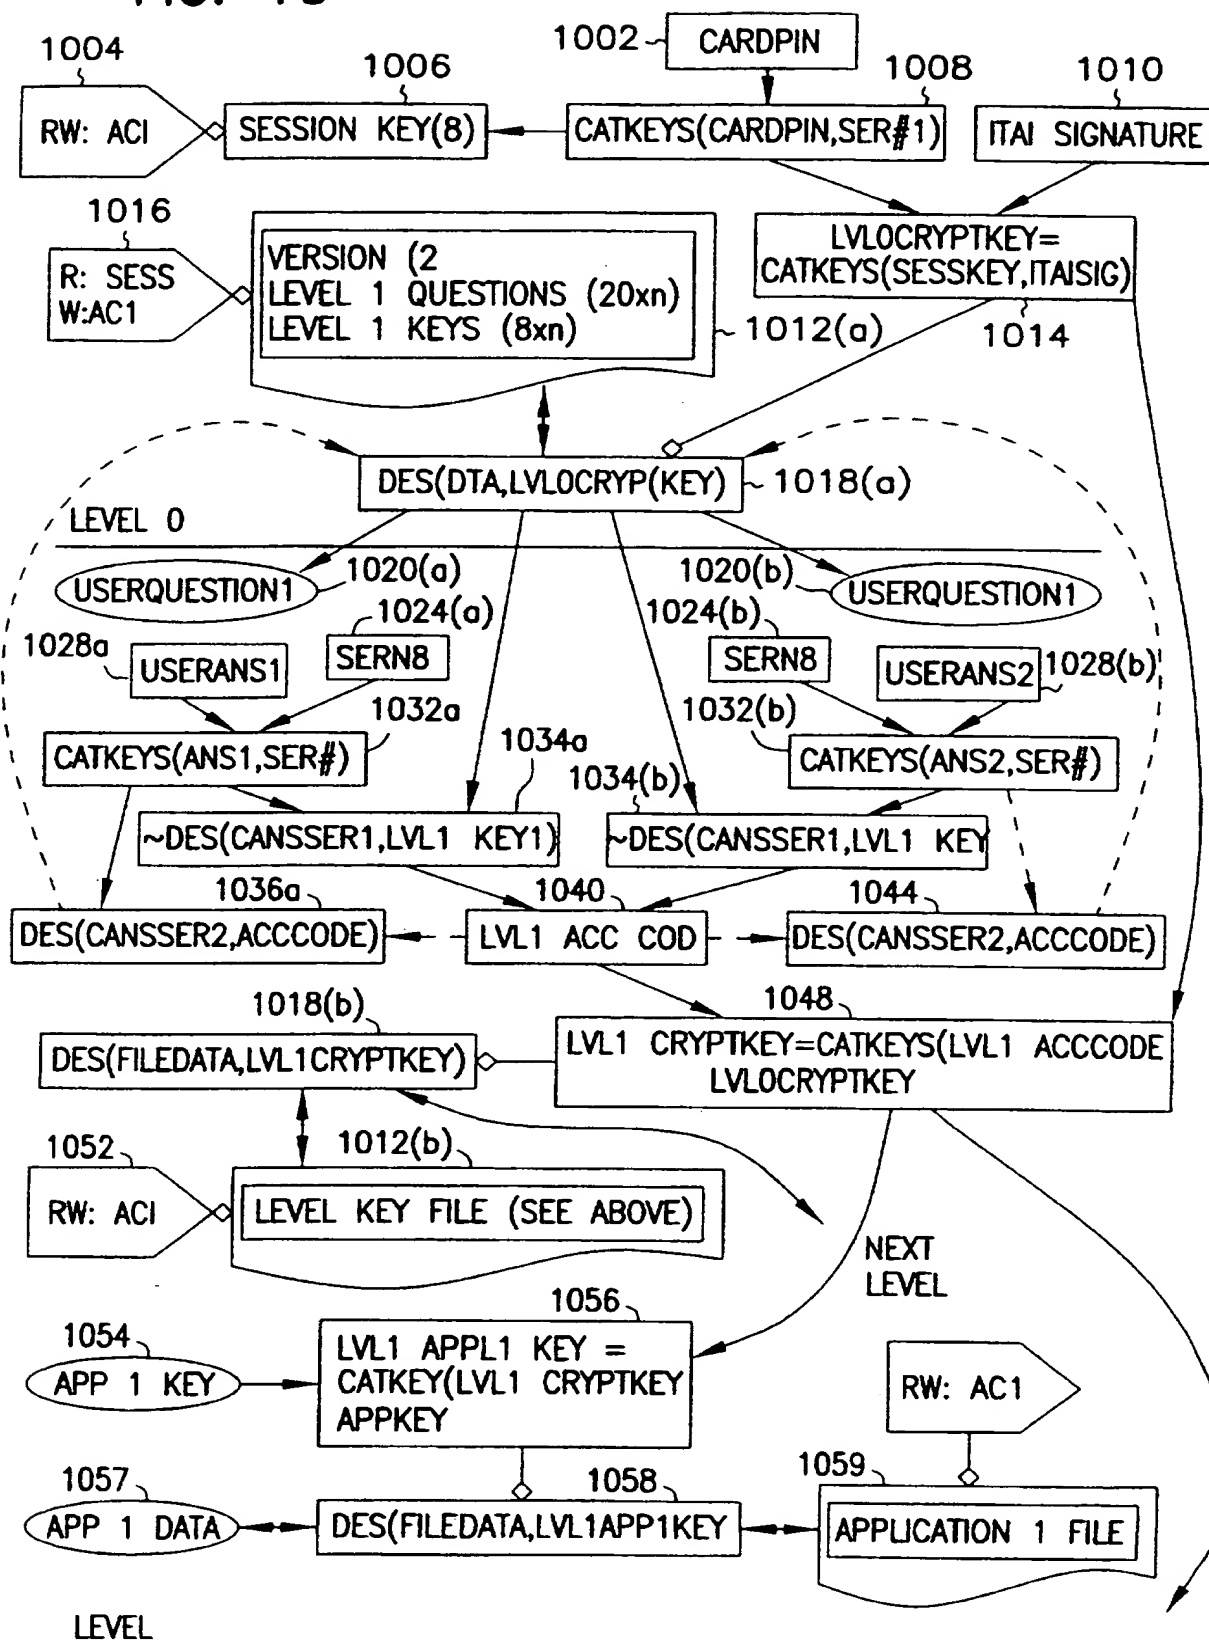 1002
CARDPIN
1004
1006
1008
1010
RW: ACI
SESSION KEY(8)
CATKEYS(CARDPIN,SER#1)
ITAI SIGNATURE
1016
R: SESS
W:AC1
VERSION (2
LEVEL 1 QUESTIONS (20xn)
LEVEL 1 KEYS (8xn)
1012(a)
LVLOCRYPTKEY=
CATKEYS(SESSKEY,ITAISIG)
1014
DES(DTA,LVLOCRYP(KEY)
1018(a)
LEVEL 0
USERQUESTION1
1020(a)
1020(b)
USERQUESTION1
1024(a)
1024(b)
1028a
USERANS1
SERN8
SERN8
USERANS2
1028(b)
1032a
1032(b)
CATKEYS(ANS1,SER#)
CATKEYS(ANS2,SER#)
1034a
1034(b)
~DES(CANSSER1,LVL1 KEY1)
~DES(CANSSER1,LVL1 KEY
1036a
1040
1044
DES(CANSSER2,ACCCODE)
LVL1 ACC COD
DES(CANSSER2,ACCCODE)
1018(b)
1048
DES(FILEDATA,LVL1CRYPTKEY)
LVL1 CRYPTKEY=CATKEYS(LVL1 ACCCODE
LVLOCRYPTKEY
1052
1012(b)
RW: ACI
LEVEL KEY FILE (SEE ABOVE)
NEXT
LEVEL
1054
1056
APP 1 KEY
LVL1 APPL1 KEY =
CATKEY(LVL1 CRYPTKEY
APPKEY
RW: AC1
1057
1058
1059
APP 1 DATA
DES(FILEDATA,LVL1APP1KEY
APPLICATION 1 FILE
LEVEL